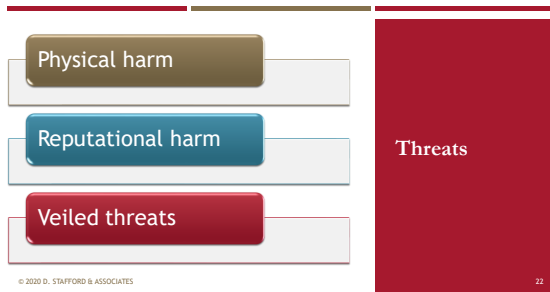 Physical harm
Reputational harm
Veiled threats
Threats
© 2020 D. STAFFORD & ASSOCIATES
22